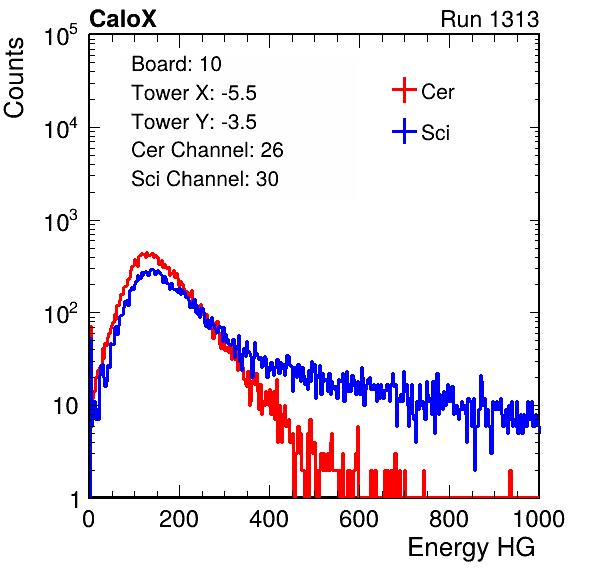 CaloX Run 1313
Counts
Board: 10
Tower X: -5.5
Tower Y: -3.5
Cer Channel: 26
Sci Channel: 30
Cer
Sci
10^5
10^4
10^3
10^2
10
1
0 200 400 600 800 1000
Energy HG